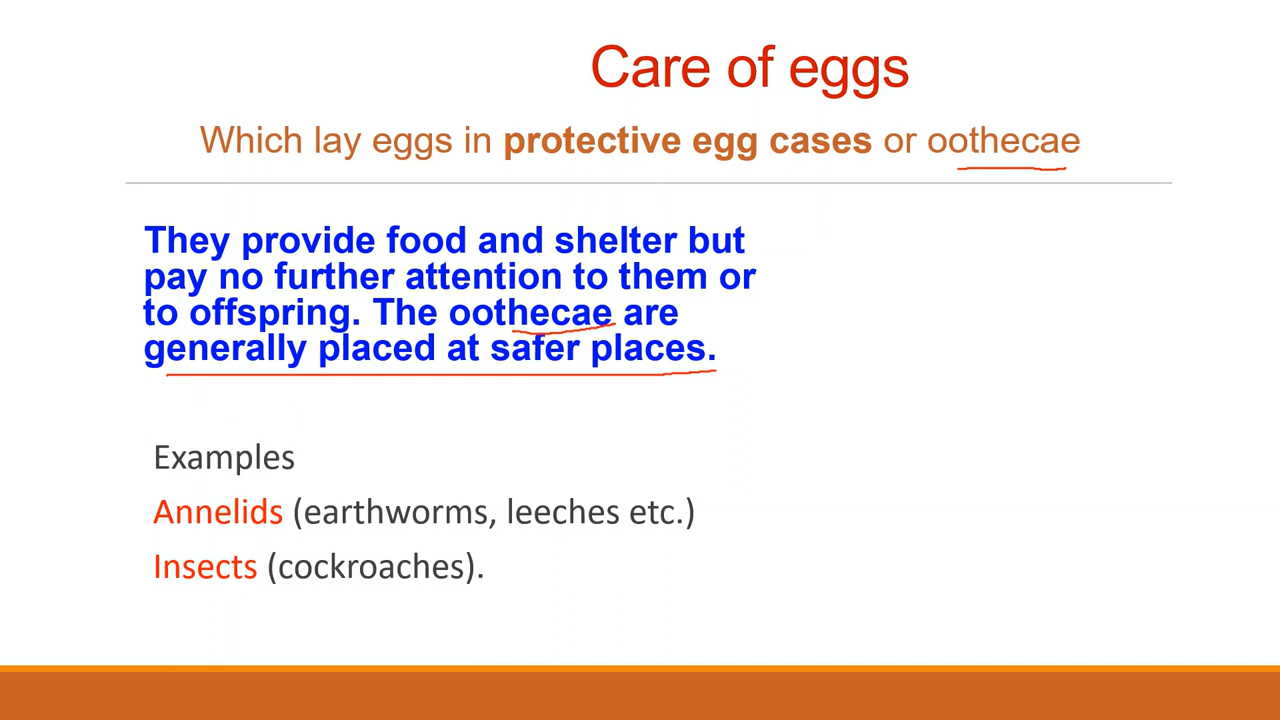 Care of eggs
Which lay eggs in protective egg cases or oothecae
They provide food and shelter but
pay no further attention to them or
to offspring. The oothecae are
generally placed at safer places.
Examples
Annelids (earthworms, leeches etc.)
Insects (cockroaches).